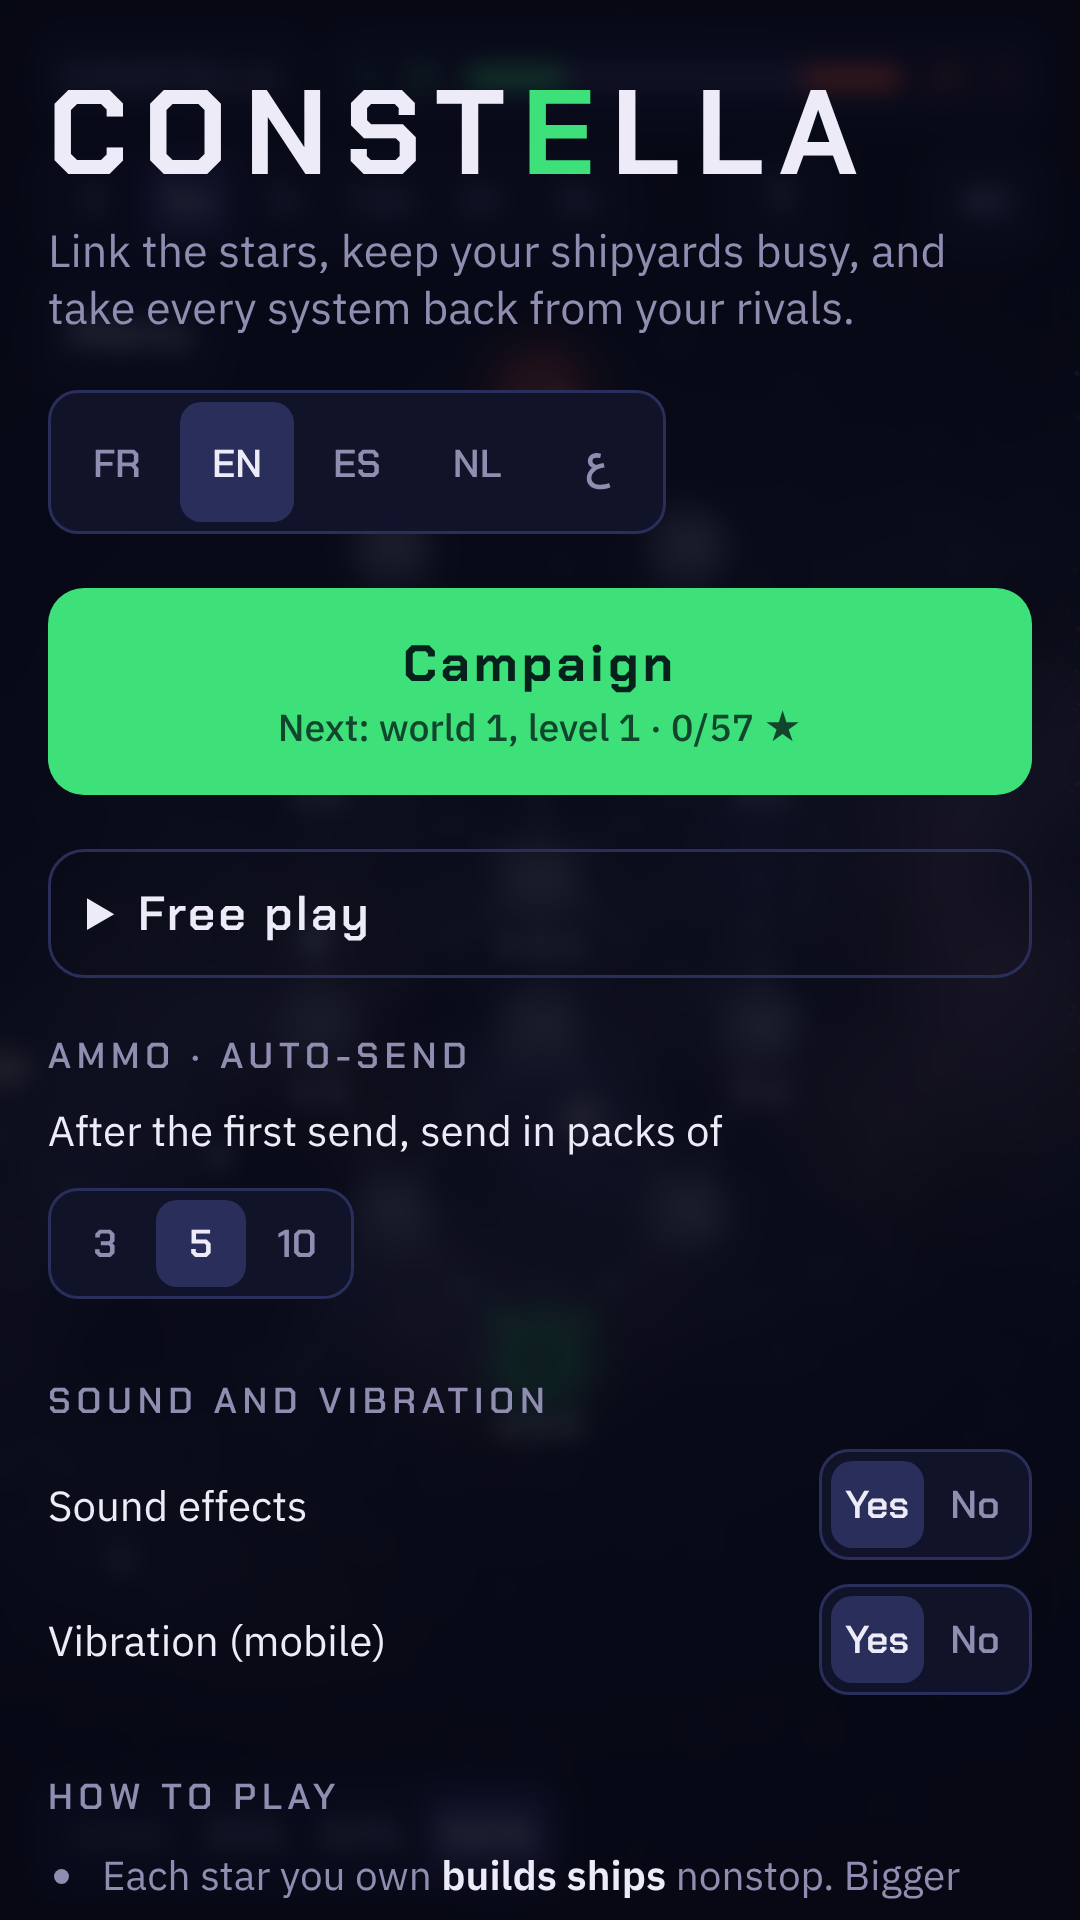 CONSTELLA
Link the stars, keep your shipyards busy, and
take every system back from your rivals.
FR EN ES NL ع
Campaign
Next: world 1, level 1 · 0/57 ★
▶ Free play
AMMO · AUTO-SEND
After the first send, send in packs of
3 5 10
SOUND AND VIBRATION
Sound effects Yes No
Vibration (mobile) Yes No
HOW TO PLAY
• Each star you own builds ships nonstop. Bigger